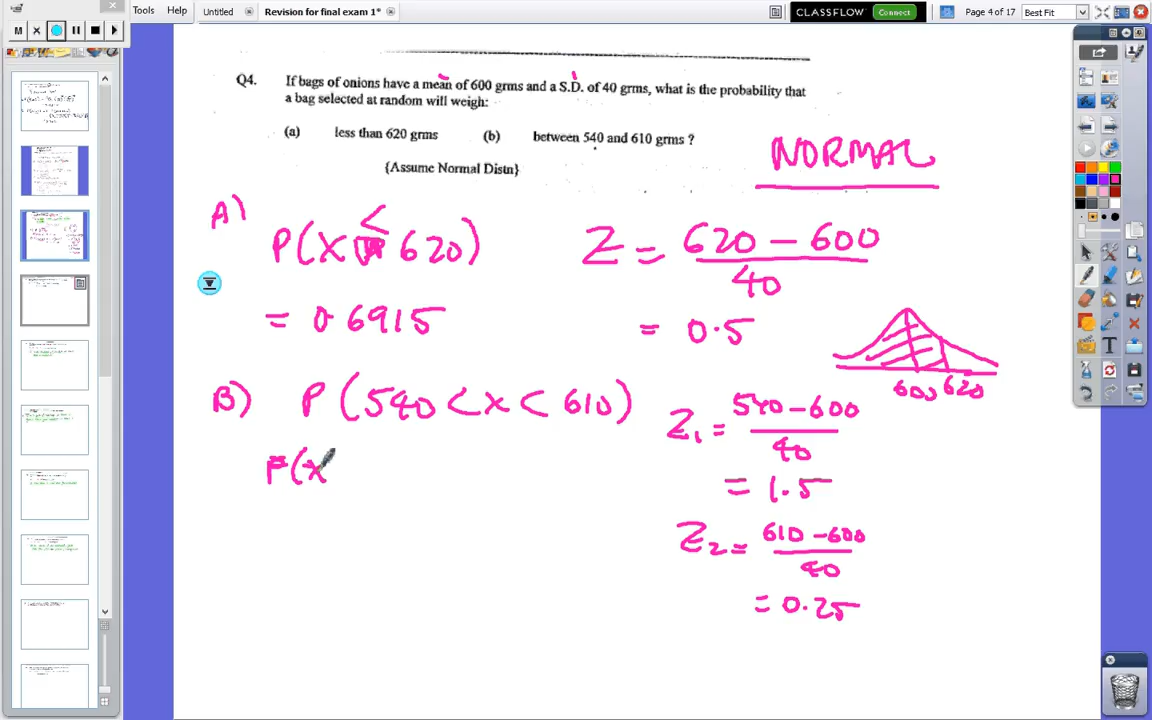 Tools Help Untitled Revision for final exam 1* CLASSFLOW Connect Page 4 of 17 Best Fit
M
Q4. If bags of onions have a mean of 600 grms and a S.D. of 40 grms, what is the probability that
a bag selected at random will weigh:
(a) less than 620 grms (b) between 540 and 610 grms ?
{Assume Normal Distn}
NORMAL
A) P(X < 620) Z = 620 - 600
40
= 0.6915 = 0.5
600 620
B) P(540 < X < 610) Z1 = 540 - 600
40
= 1.5
P(X
Z2 = 610 - 600
40
= 0.25